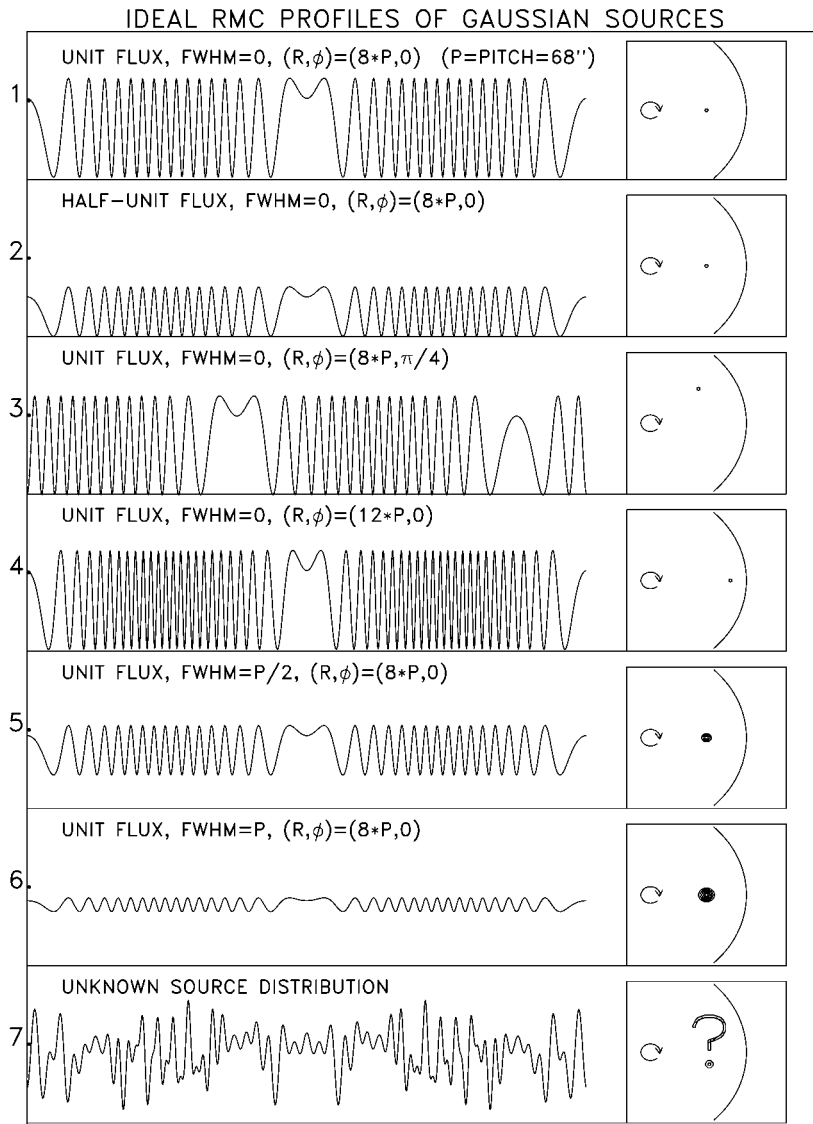 IDEAL RMC PROFILES OF GAUSSIAN SOURCES
UNIT FLUX, FWHM=0, (R,ϕ)=(8*P,0) (P=PITCH=68'')
1
HALF-UNIT FLUX, FWHM=0, (R,ϕ)=(8*P,0)
2
UNIT FLUX, FWHM=0, (R,ϕ)=(8*P,π/4)
3
UNIT FLUX, FWHM=0, (R,ϕ)=(12*P,0)
4
UNIT FLUX, FWHM=P/2, (R,ϕ)=(8*P,0)
5
UNIT FLUX, FWHM=P, (R,ϕ)=(8*P,0)
6
UNKNOWN SOURCE DISTRIBUTION
7
?